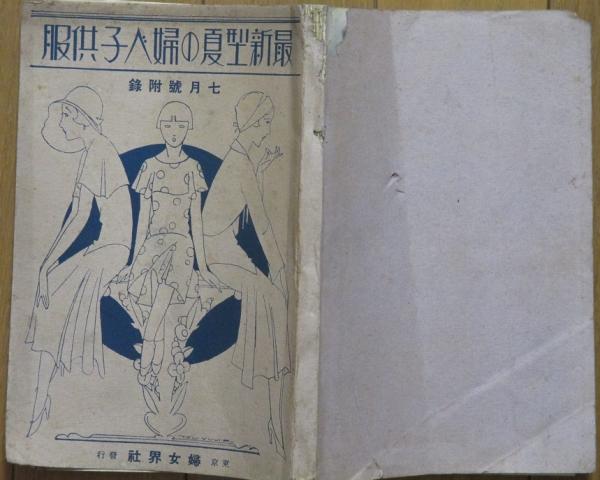 最新型夏の婦人子供服
七月號附錄
東京 婦女界社 發行